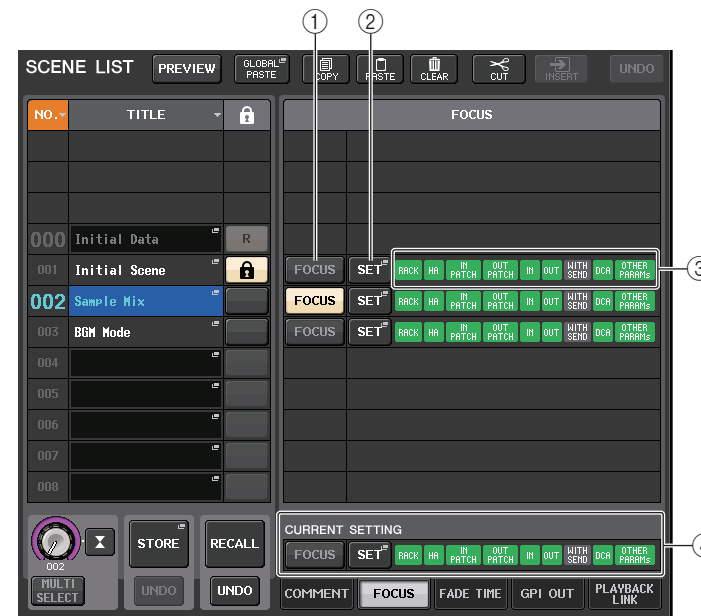 ① ②
SCENE LIST PREVIEW GLOBAL PASTE COPY PASTE CLEAR CUT INSERT UNDO
NO. TITLE FOCUS
000 Initial Data R
001 Initial Scene FOCUS SET RACK HA IN PATCH OUT PATCH IN OUT WITH SEND DCA OTHER PARAMs
002 Sample Mix FOCUS SET RACK HA IN PATCH OUT PATCH IN OUT WITH SEND DCA OTHER PARAMs
003 BGM Mode FOCUS SET RACK HA IN PATCH OUT PATCH IN OUT WITH SEND DCA OTHER PARAMs
004
005
006
007
008
CURRENT SETTING
FOCUS SET RACK HA IN PATCH OUT PATCH IN OUT WITH SEND DCA OTHER PARAMs
002 STORE RECALL
MULTI SELECT UNDO UNDO
COMMENT FOCUS FADE TIME GPI OUT PLAYBACK LINK